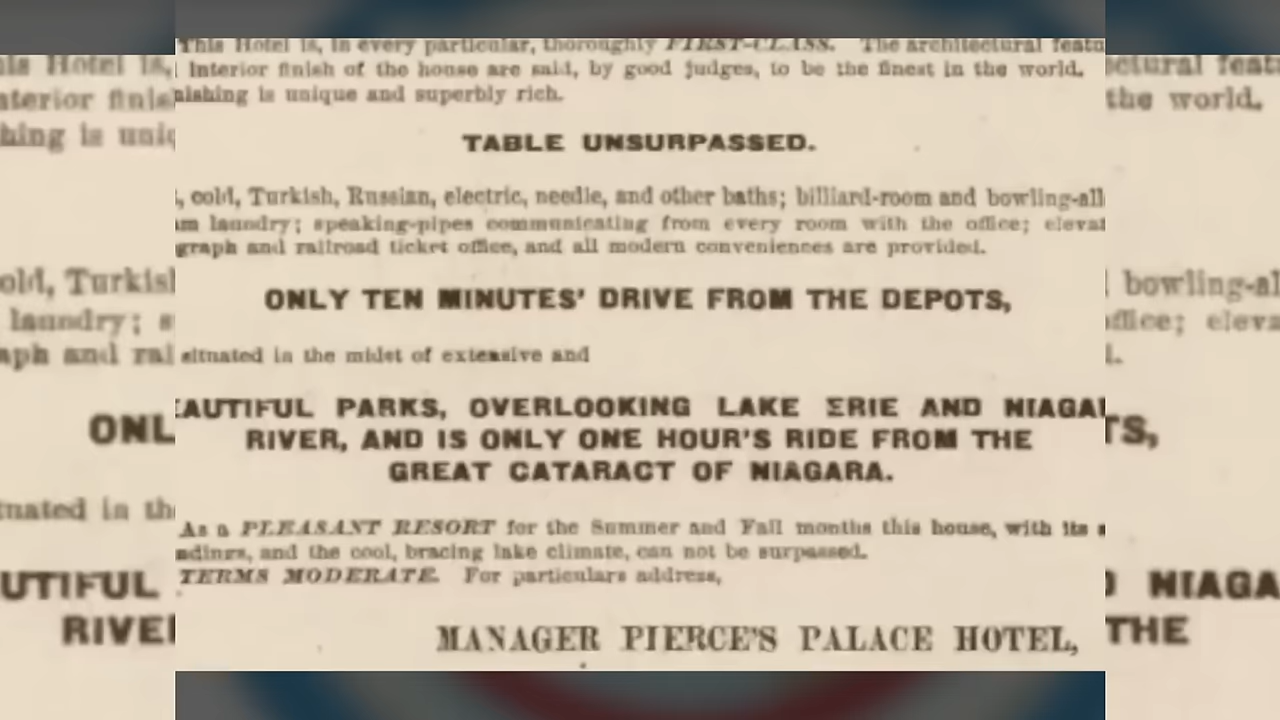 This Hotel is, in every particular, thoroughly FIRST-CLASS. The architectural featu
interior finish of the house are said, by good judges, to be the finest in the world.
nishing is unique and superbly rich.
TABLE UNSURPASSED.
, cold, Turkish, Russian, electric, needle, and other baths; billiard-room and bowling-all
am laundry; speaking-pipes communicating from every room with the office; elevat
graph and railroad ticket office, and all modern conveniences are provided.
ONLY TEN MINUTES' DRIVE FROM THE DEPOTS,
situated in the midst of extensive and
EAUTIFUL PARKS, OVERLOOKING LAKE ERIE AND NIAGAR
RIVER, AND IS ONLY ONE HOUR'S RIDE FROM THE
GREAT CATARACT OF NIAGARA.
As a PLEASANT RESORT for the Summer and Fall months this house, with its s
ndings, and the cool, bracing lake climate, can not be surpassed.
TERMS MODERATE. For particulars address,
MANAGER PIERCE'S PALACE HOTEL,